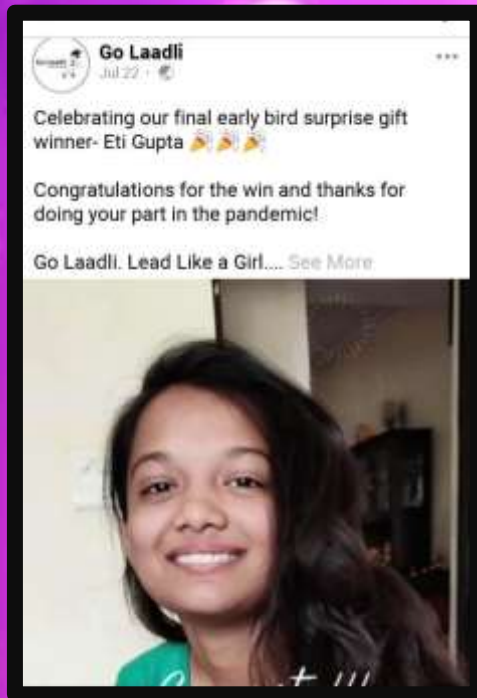 Go Laadli
Jul 22 ·
Celebrating our final early bird surprise gift
winner- Eti Gupta 🎉🎉🎉
Congratulations for the win and thanks for
doing your part in the pandemic!
Go Laadli. Lead Like a Girl.... See More